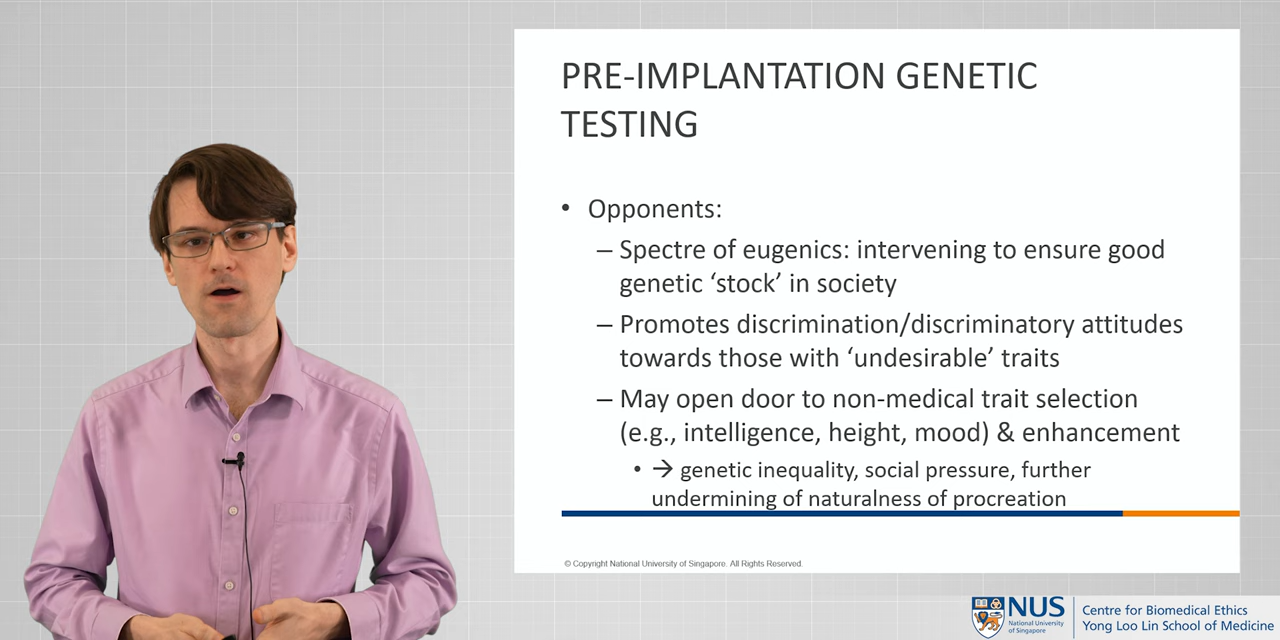 PRE-IMPLANTATION GENETIC
TESTING
• Opponents:
– Spectre of eugenics: intervening to ensure good
genetic ‘stock’ in society
– Promotes discrimination/discriminatory attitudes
towards those with ‘undesirable’ traits
– May open door to non-medical trait selection
(e.g., intelligence, height, mood) & enhancement
• → genetic inequality, social pressure, further
undermining of naturalness of procreation
© Copyright National University of Singapore. All Rights Reserved.
NUS
National University
of Singapore
Centre for Biomedical Ethics
Yong Loo Lin School of Medicine